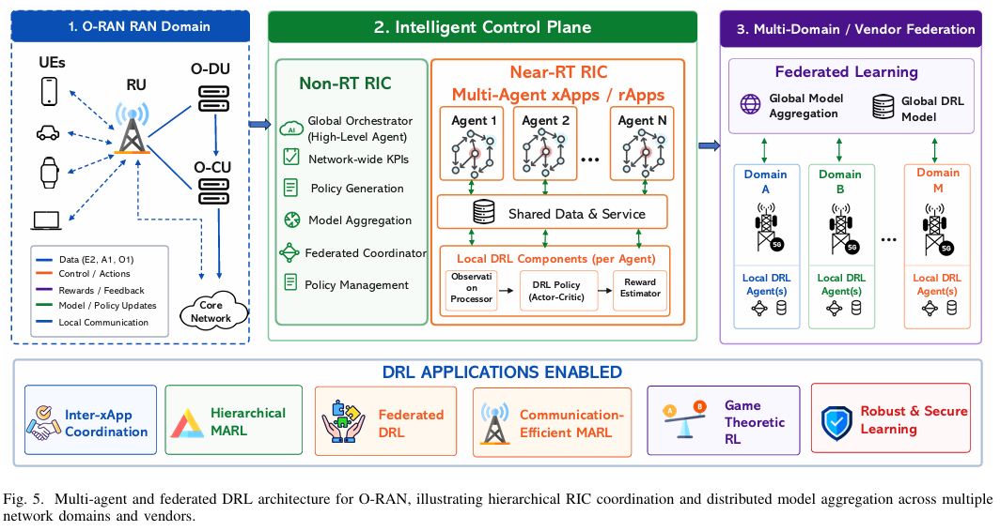 1. O-RAN RAN Domain
UEs
RU
O-DU
O-CU
Data (E2, A1, O1)
Control / Actions
Rewards / Feedback
Model / Policy Updates
Local Communication
Core
Network
2. Intelligent Control Plane
Non-RT RIC
AI
Global Orchestrator
(High-Level Agent)
Network-wide KPIs
Policy Generation
Model Aggregation
Federated Coordinator
Policy Management
Near-RT RIC
Multi-Agent xApps / rApps
Agent 1
Agent 2
...
Agent N
Shared Data & Service
Local DRL Components (per Agent)
Observati
on
Processor
DRL Policy
(Actor-Critic)
Reward
Estimator
3. Multi-Domain / Vendor Federation
Federated Learning
Global Model
Aggregation
Global DRL
Model
Domain
A
5G
Local DRL
Agent(s)
Domain
B
5G
Local DRL
Agent(s)
...
Domain
M
5G
Local DRL
Agent(s)
DRL APPLICATIONS ENABLED
Inter-xApp
Coordination
Hierarchical
MARL
Federated
DRL
Communication-
Efficient MARL
A
B
Game
Theoretic
RL
Robust & Secure
Learning
Fig. 5. Multi-agent and federated DRL architecture for O-RAN, illustrating hierarchical RIC coordination and distributed model aggregation across multiple
network domains and vendors.